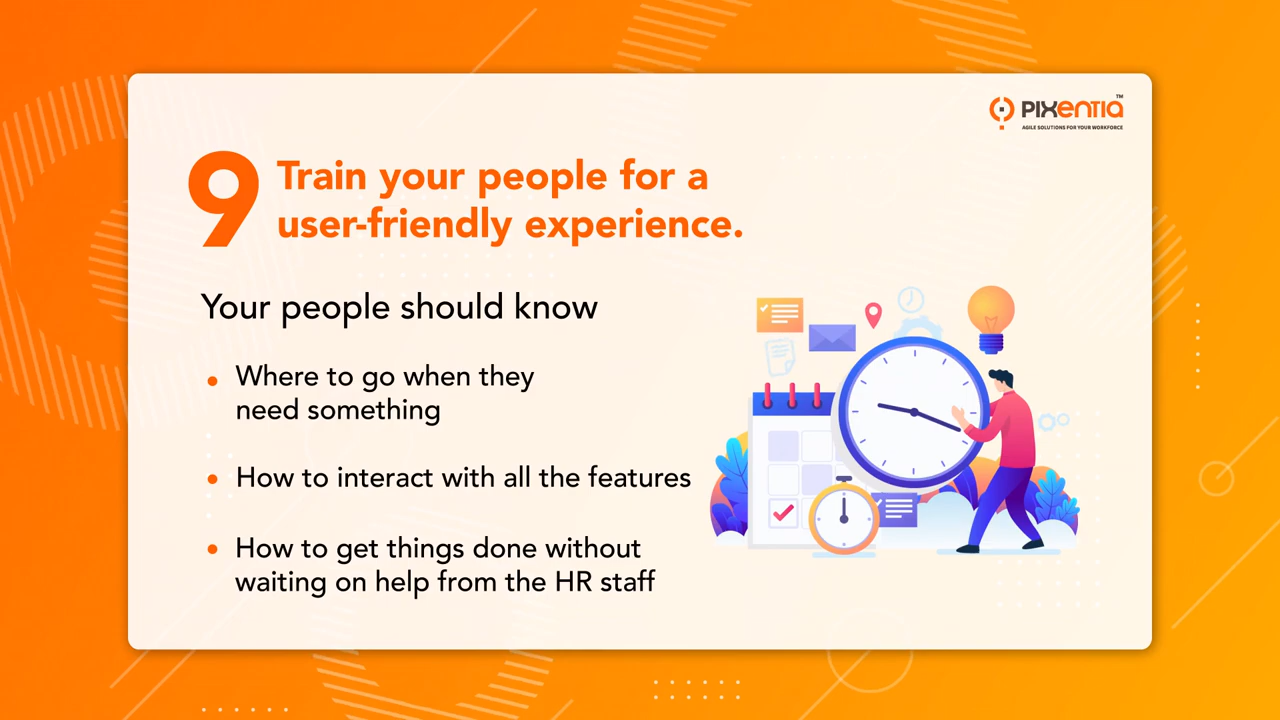 PIXENTIA™
AGILE SOLUTIONS FOR YOUR WORKFORCE
9
Train your people for a
user-friendly experience.
Your people should know
• Where to go when they
need something
• How to interact with all the features
• How to get things done without
waiting on help from the HR staff